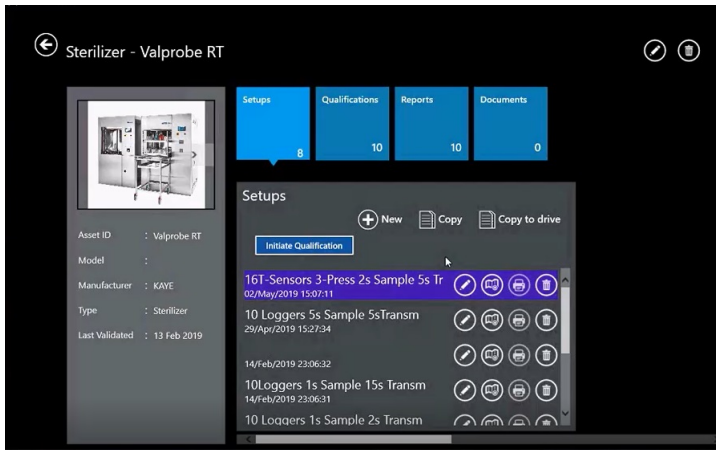 Sterilizer - Valprobe RT
Setups
8
Qualifications
10
Reports
10
Documents
0
Asset ID : Valprobe RT
Model :
Manufacturer : KAYE
Type : Sterilizer
Last Validated : 13 Feb 2019
Setups
New Copy Copy to drive
Initiate Qualification
16T-Sensors 3-Press 2s Sample 5s Tr
02/May/2019 15:07:11
10 Loggers 5s Sample 5sTransm
29/Apr/2019 15:27:34
14/Feb/2019 23:06:32
10Loggers 1s Sample 15s Transm
14/Feb/2019 23:06:31
10 Loggers 1s Sample 2s Transm